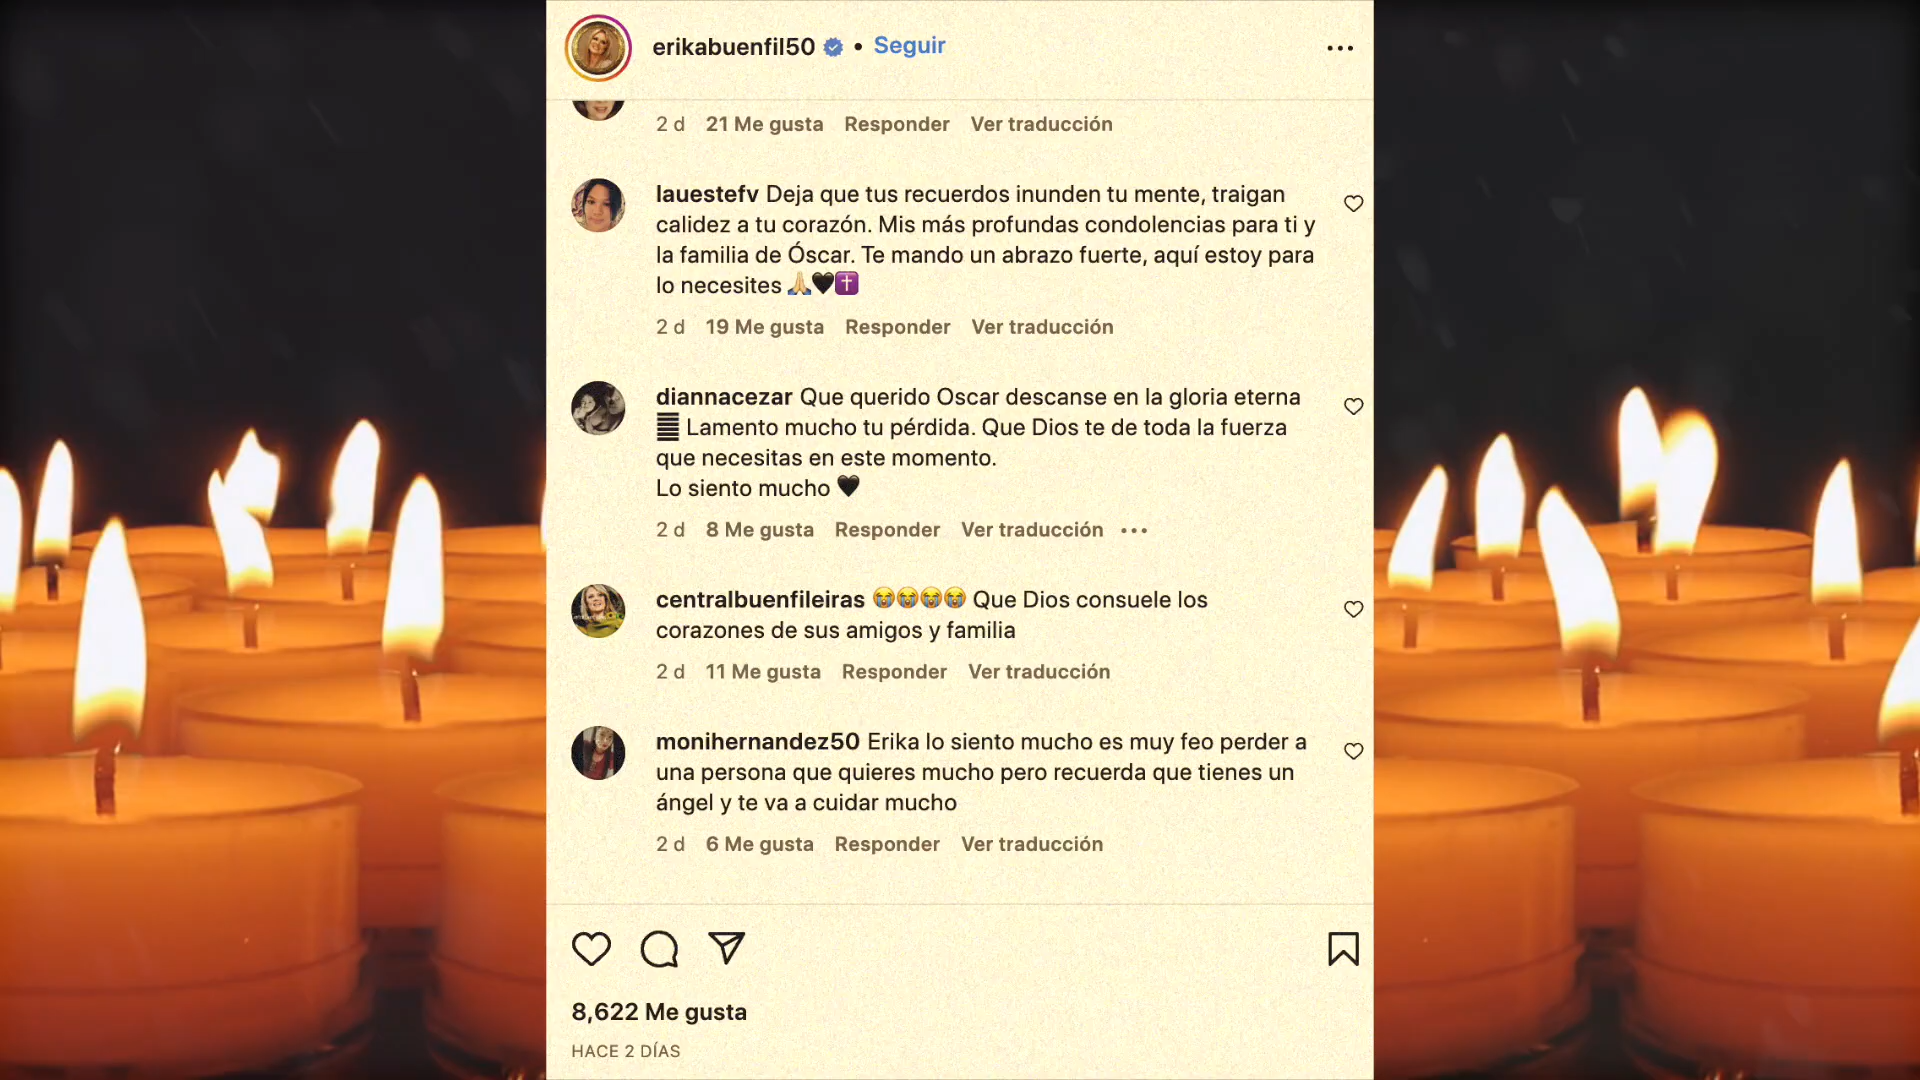 erikabuenfil50 • Seguir
2 d 21 Me gusta Responder Ver traducción
lauestefv Deja que tus recuerdos inunden tu mente, traigan
calidez a tu corazón. Mis más profundas condolencias para ti y
la familia de Óscar. Te mando un abrazo fuerte, aquí estoy para
lo necesites 🙏🏼🖤✝️
2 d 19 Me gusta Responder Ver traducción
diannacezar Que querido Oscar descanse en la gloria eterna
Lamento mucho tu pérdida. Que Dios te de toda la fuerza
que necesitas en este momento.
Lo siento mucho 🖤
2 d 8 Me gusta Responder Ver traducción
centralbuenfileiras 😭😭😭😭 Que Dios consuele los
corazones de sus amigos y familia
2 d 11 Me gusta Responder Ver traducción
monihernandez50 Erika lo siento mucho es muy feo perder a
una persona que quieres mucho pero recuerda que tienes un
ángel y te va a cuidar mucho
2 d 6 Me gusta Responder Ver traducción
8,622 Me gusta
HACE 2 DÍAS